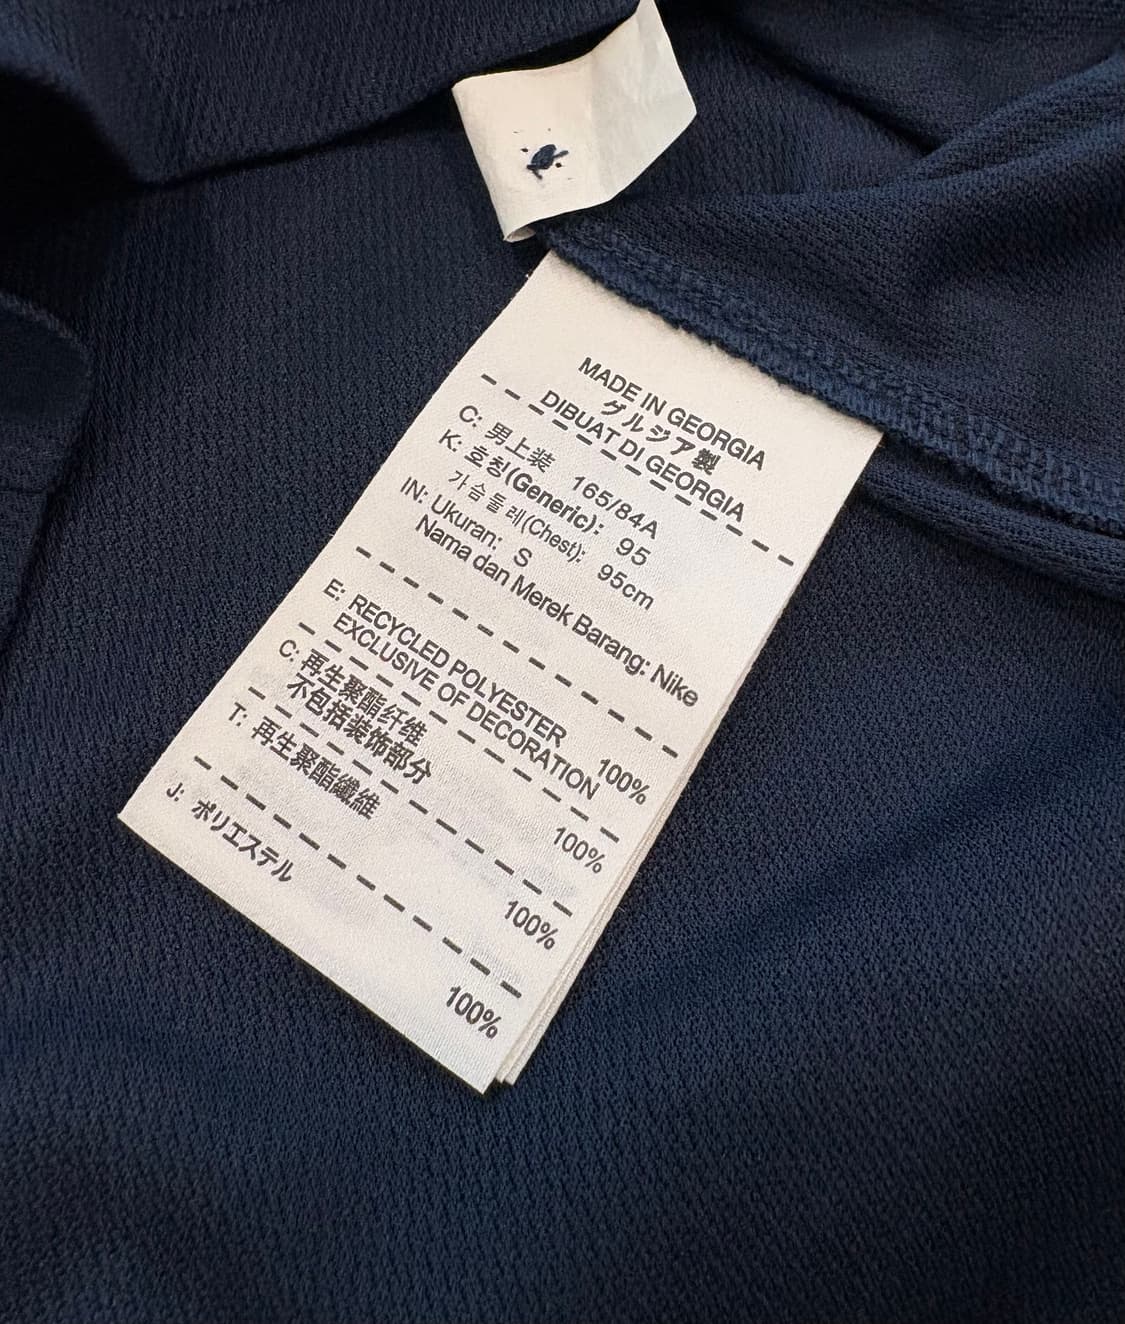 MADE IN GEORGIA
グルジア製
DIBUAT DI GEORGIA
C: 男上装 165/84A
K: 호칭(Generic): 95
가슴둘레(Chest): 95cm
IN: Ukuran: S
Nama dan Merek Barang: Nike
E: RECYCLED POLYESTER 100%
EXCLUSIVE OF DECORATION
C: 再生聚酯纤维 100%
不包括装饰部分
T: 再生聚酯纖維 100%
J: ポリエステル 100%